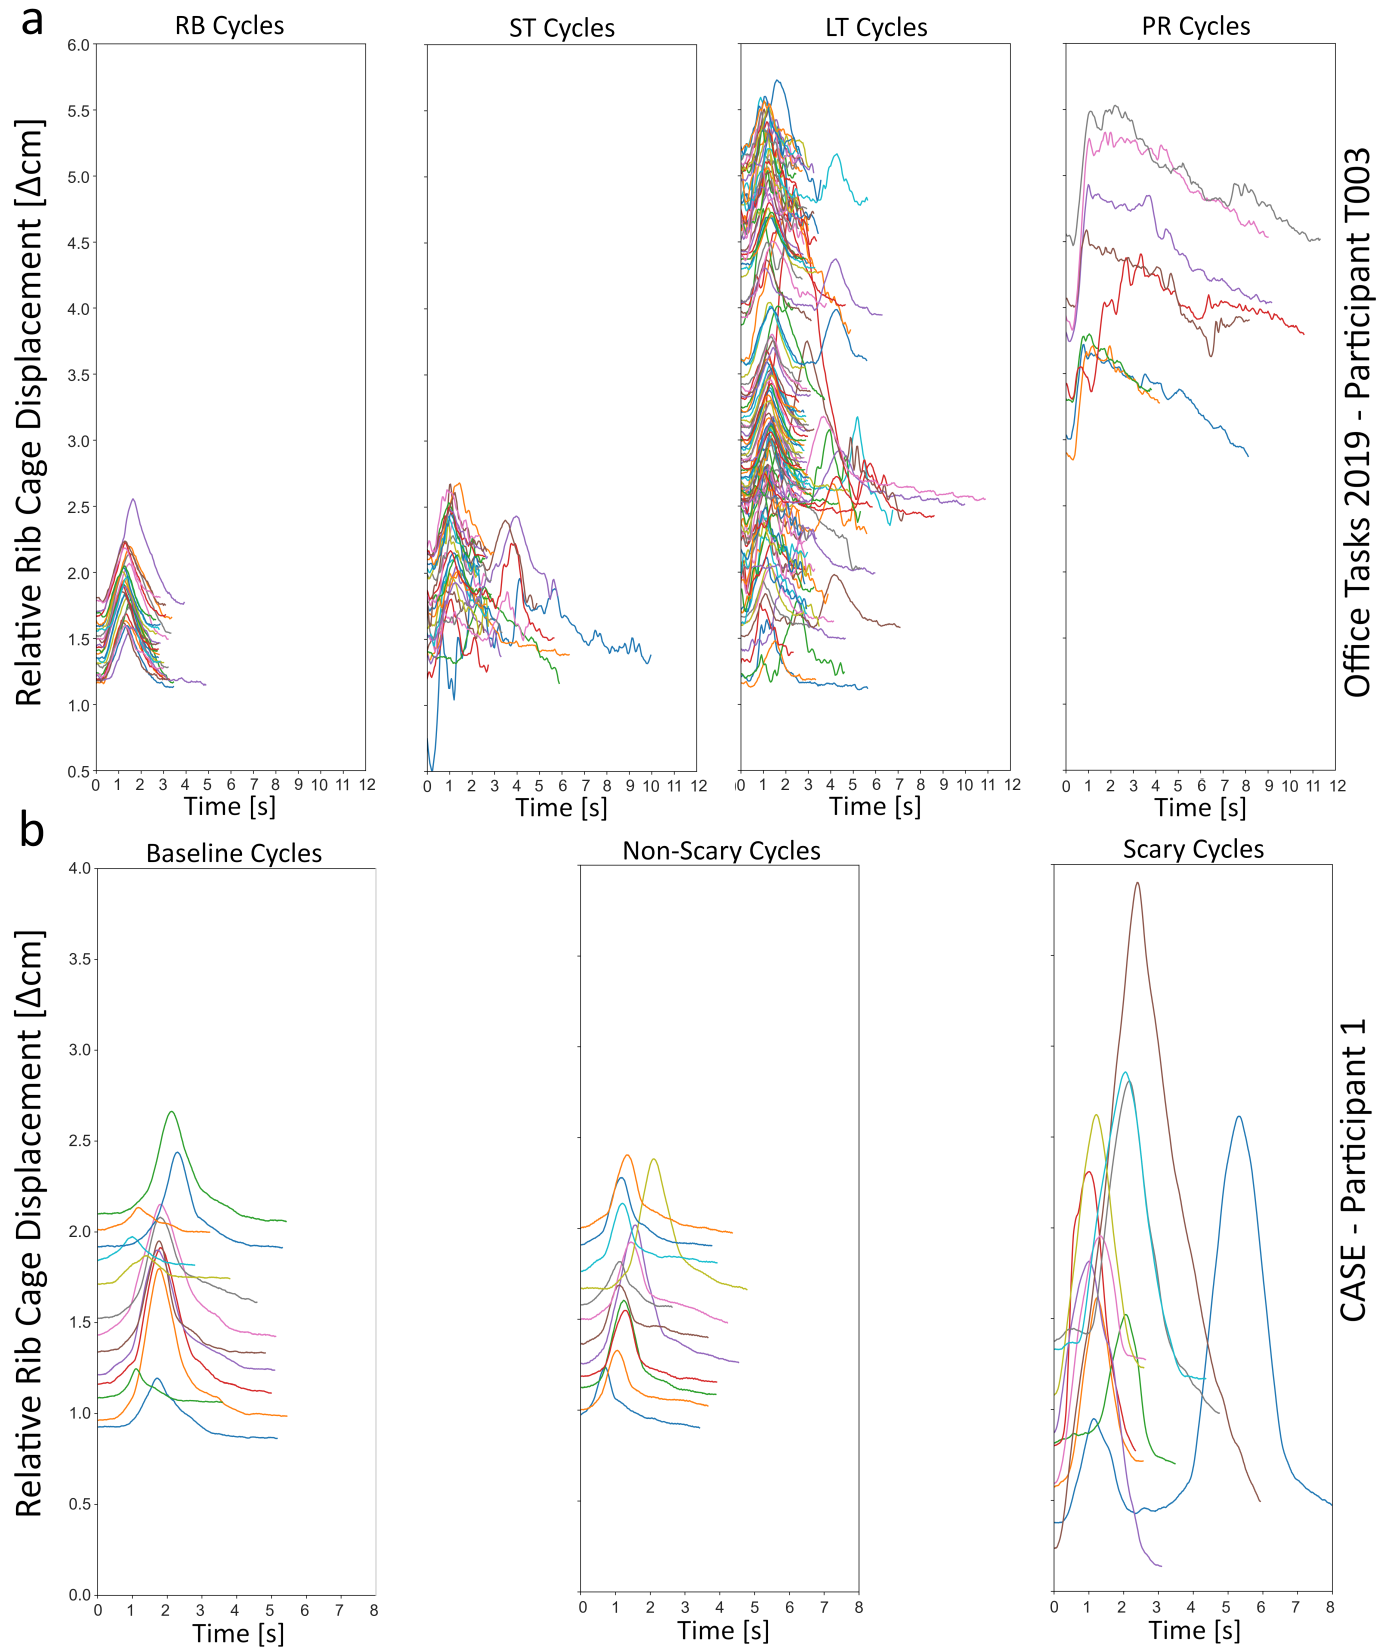 a
RB Cycles
ST Cycles
LT Cycles
PR Cycles
Relative Rib Cage Displacement [Δcm]
6.0
5.5
5.0
4.5
4.0
3.5
3.0
2.5
2.0
1.5
1.0
0.5
0 1 2 3 4 5 6 7 8 9 10 11 12
0 1 2 3 4 5 6 7 8 9 10 11 12
0 1 2 3 4 5 6 7 8 9 10 11 12
0 1 2 3 4 5 6 7 8 9 10 11 12
Time [s]
Time [s]
Time [s]
Time [s]
Office Tasks 2019 - Participant T003
b
Baseline Cycles
Non-Scary Cycles
Scary Cycles
Relative Rib Cage Displacement [Δcm]
4.0
3.5
3.0
2.5
2.0
1.5
1.0
0.5
0.0
0 1 2 3 4 5 6 7 8
0 1 2 3 4 5 6 7 8
0 1 2 3 4 5 6 7 8
Time [s]
Time [s]
Time [s]
CASE - Participant 1